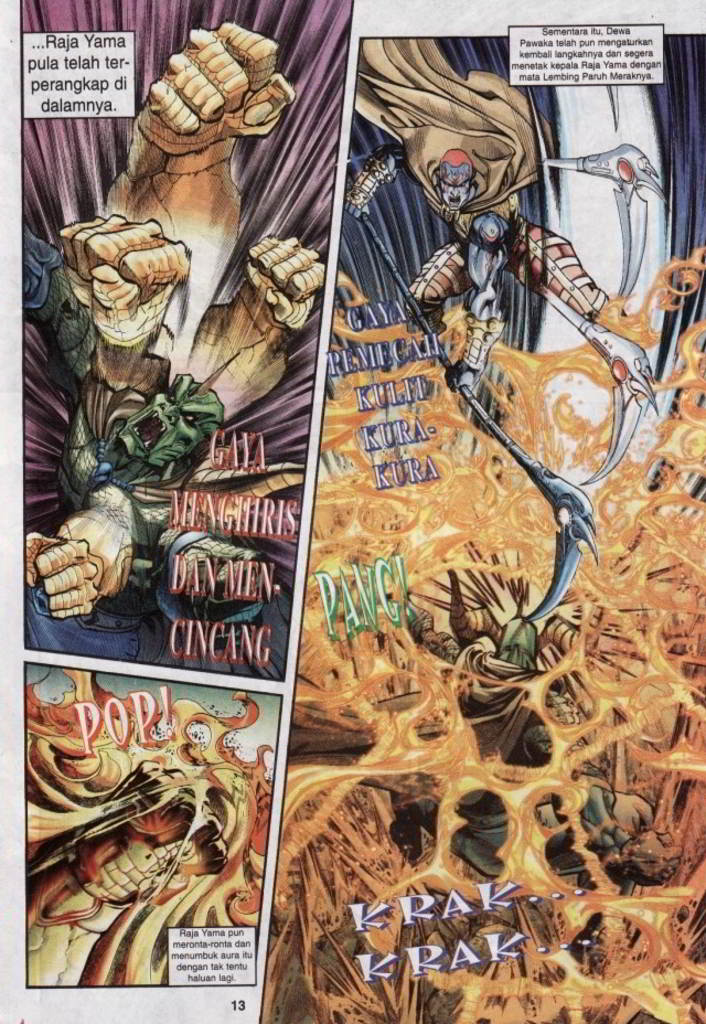 ...Raja Yama
pula telah ter-
perangkap di
dalamnya.
GAYA
MENGHIRIS
DAN MEN-
CINCANG
POP!
Raja Yama pun
meronta-ronta dan
menumbuk aura itu
dengan tak tentu
haluan lagi.
13
Sementara itu, Dewa
Pawaka telah pun mengaturkan
kembali langkahnya dan segera
menetak kepala Raja Yama dengan
mata Lembing Paruh Meraknya.
GAYA
PEMECAH
KULIT
KURA-
KURA
PANG!
KRAK...
KRAK...